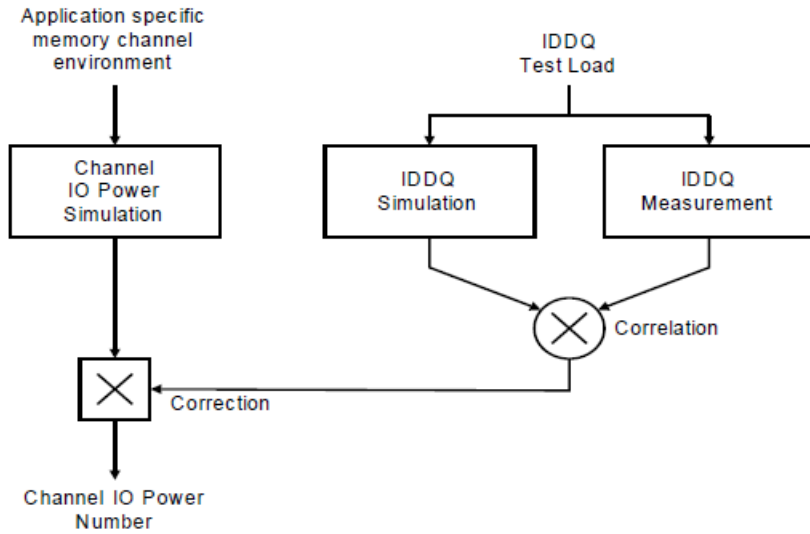 Application specific
memory channel
environment
IDDQ
Test Load
Channel
IO Power
Simulation
IDDQ
Simulation
IDDQ
Measurement
Correlation
Correction
Channel IO Power
Number